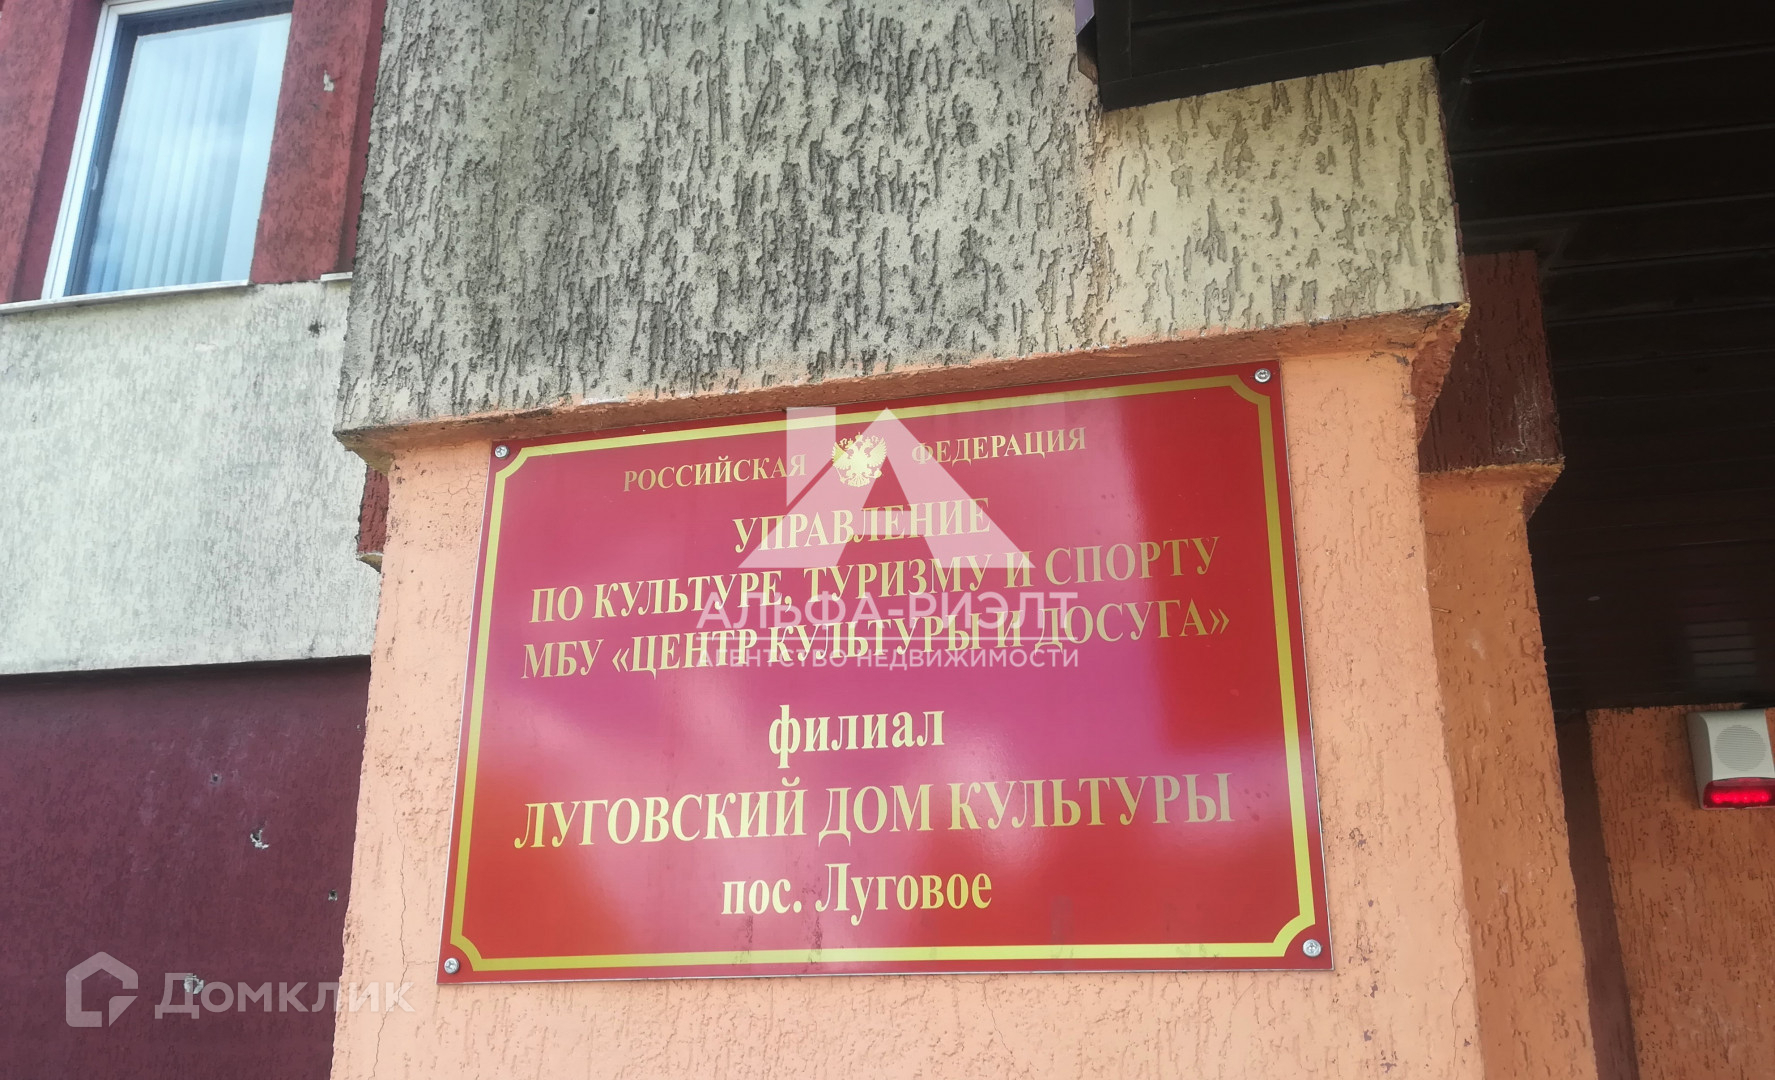 РОССИЙСКАЯ ФЕДЕРАЦИЯ
УПРАВЛЕНИЕ
ПО КУЛЬТУРЕ, ТУРИЗМУ И СПОРТУ
МБУ «ЦЕНТР КУЛЬТУРЫ И ДОСУГА»
филиал
ЛУГОВСКИЙ ДОМ КУЛЬТУРЫ
пос. Луговое
АЛЬФА-РИЭЛТ
АГЕНТСТВО НЕДВИЖИМОСТИ
ДОМКЛИК